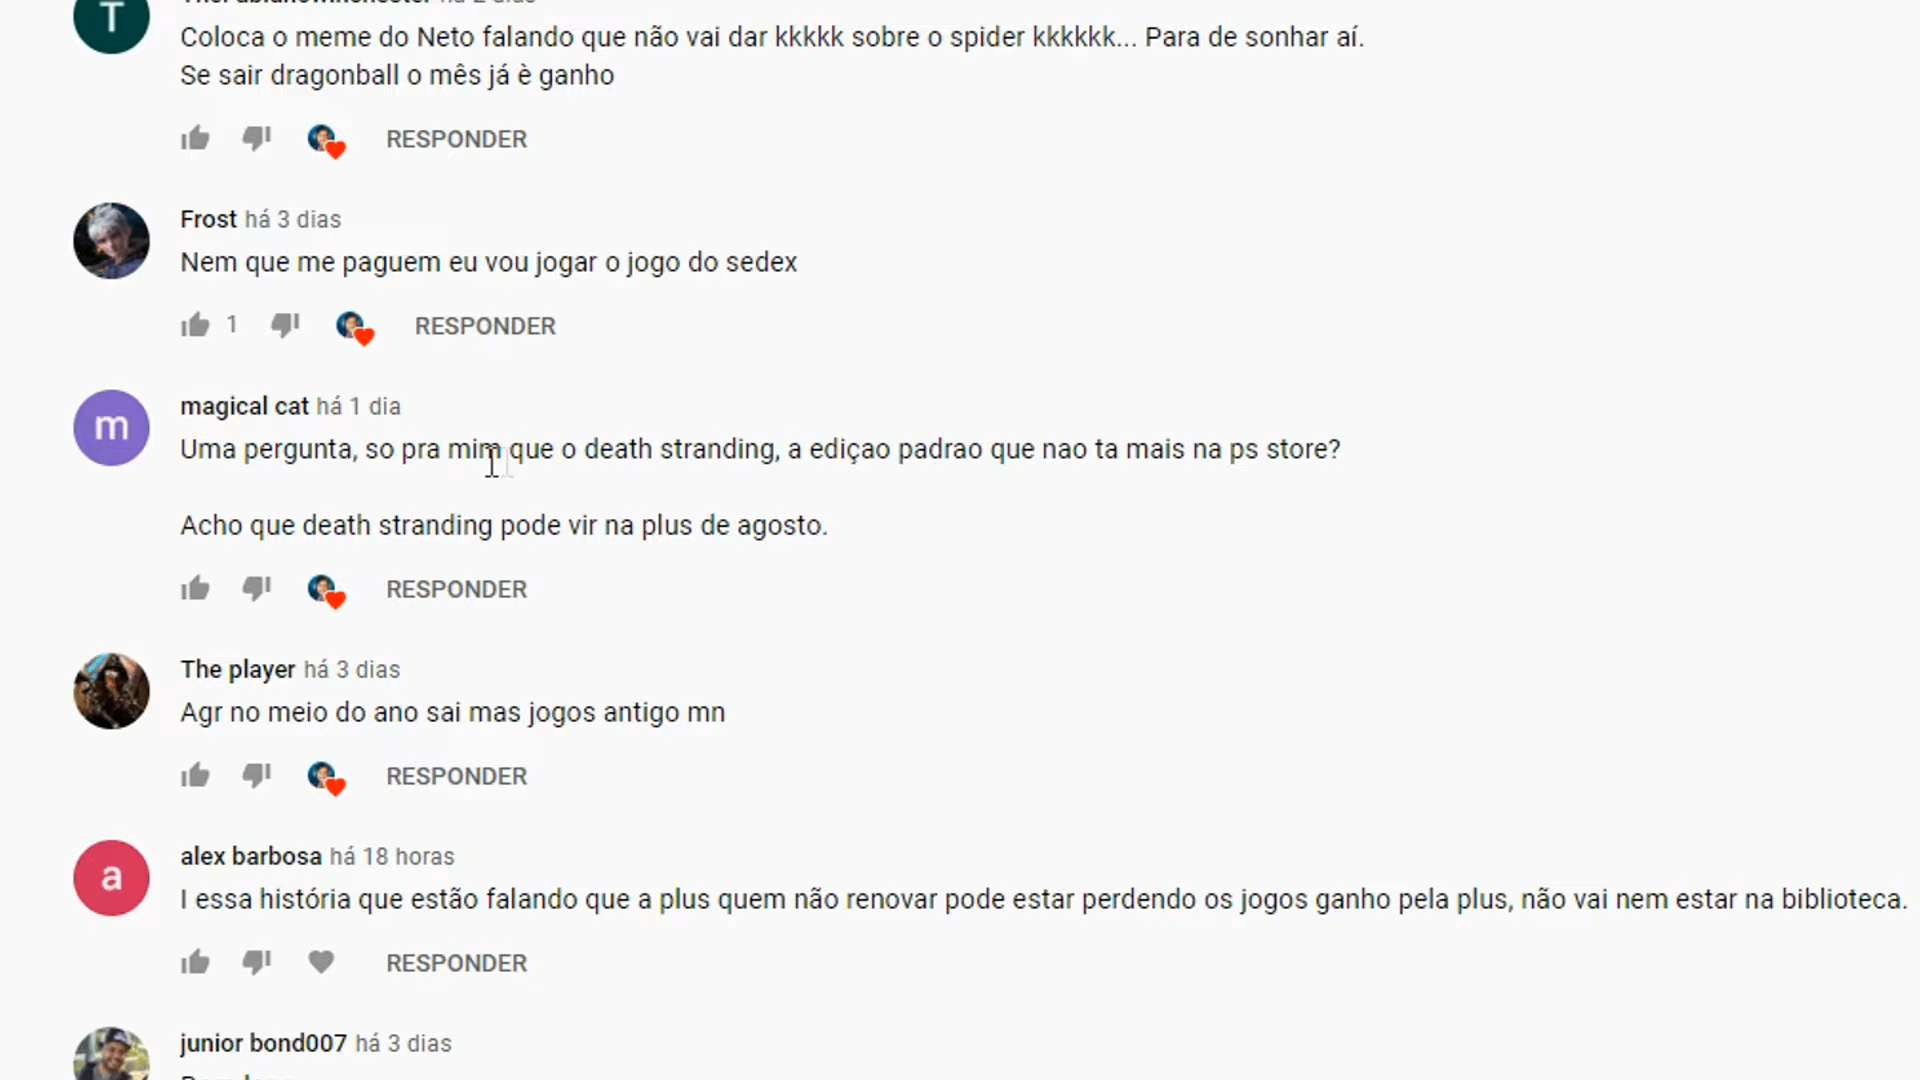 T
Coloca o meme do Neto falando que não vai dar kkkkk sobre o spider kkkkkk... Para de sonhar aí.
Se sair dragonball o mês já è ganho
RESPONDER
Frost há 3 dias
Nem que me paguem eu vou jogar o jogo do sedex
1 RESPONDER
m
magical cat há 1 dia
Uma pergunta, so pra mim que o death stranding, a ediçao padrao que nao ta mais na ps store?
Acho que death stranding pode vir na plus de agosto.
RESPONDER
The player há 3 dias
Agr no meio do ano sai mas jogos antigo mn
RESPONDER
a
alex barbosa há 18 horas
I essa história que estão falando que a plus quem não renovar pode estar perdendo os jogos ganho pela plus, não vai nem estar na biblioteca.
RESPONDER
junior bond007 há 3 dias